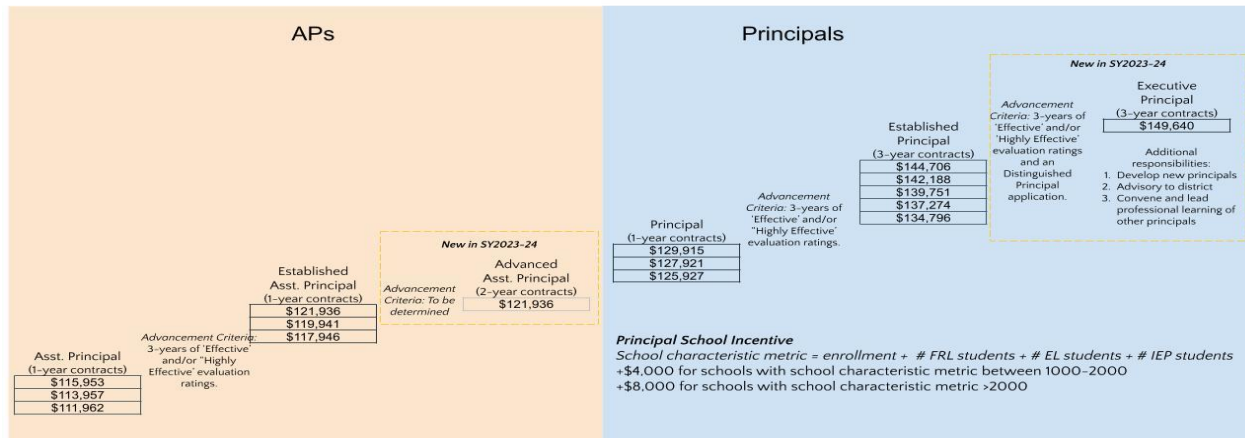 APs
Asst. Principal
(1-year contracts)
$115,953
$113,957
$111,962
Advancement Criteria:
3-years of 'Effective'
and/or "Highly
Effective' evaluation
ratings.
Established
Asst. Principal
(1-year contracts)
$121,936
$119,941
$117,946
New in SY2023-24
Advancement
Criteria: To be
determined
Advanced
Asst. Principal
(2-year contracts)
$121,936
Principals
Principal
(1-year contracts)
$129,915
$127,921
$125,927
Advancement
Criteria: 3-years of
'Effective' and/or
"Highly Effective'
evaluation ratings.
Established
Principal
(3-year contracts)
$144,706
$142,188
$139,751
$137,274
$134,796
New in SY2023-24
Advancement
Criteria: 3-years of
'Effective' and/or
'Highly Effective'
evaluation ratings
and an
Distinguished
Principal
application.
Executive
Principal
(3-year contracts)
$149,640
Additional
responsibilities:
1. Develop new principals
2. Advisory to district
3. Convene and lead
professional learning of
other principals
Principal School Incentive
School characteristic metric = enrollment + # FRL students + # EL students + # IEP students
+$4,000 for schools with school characteristic metric between 1000-2000
+$8,000 for schools with school characteristic metric >2000